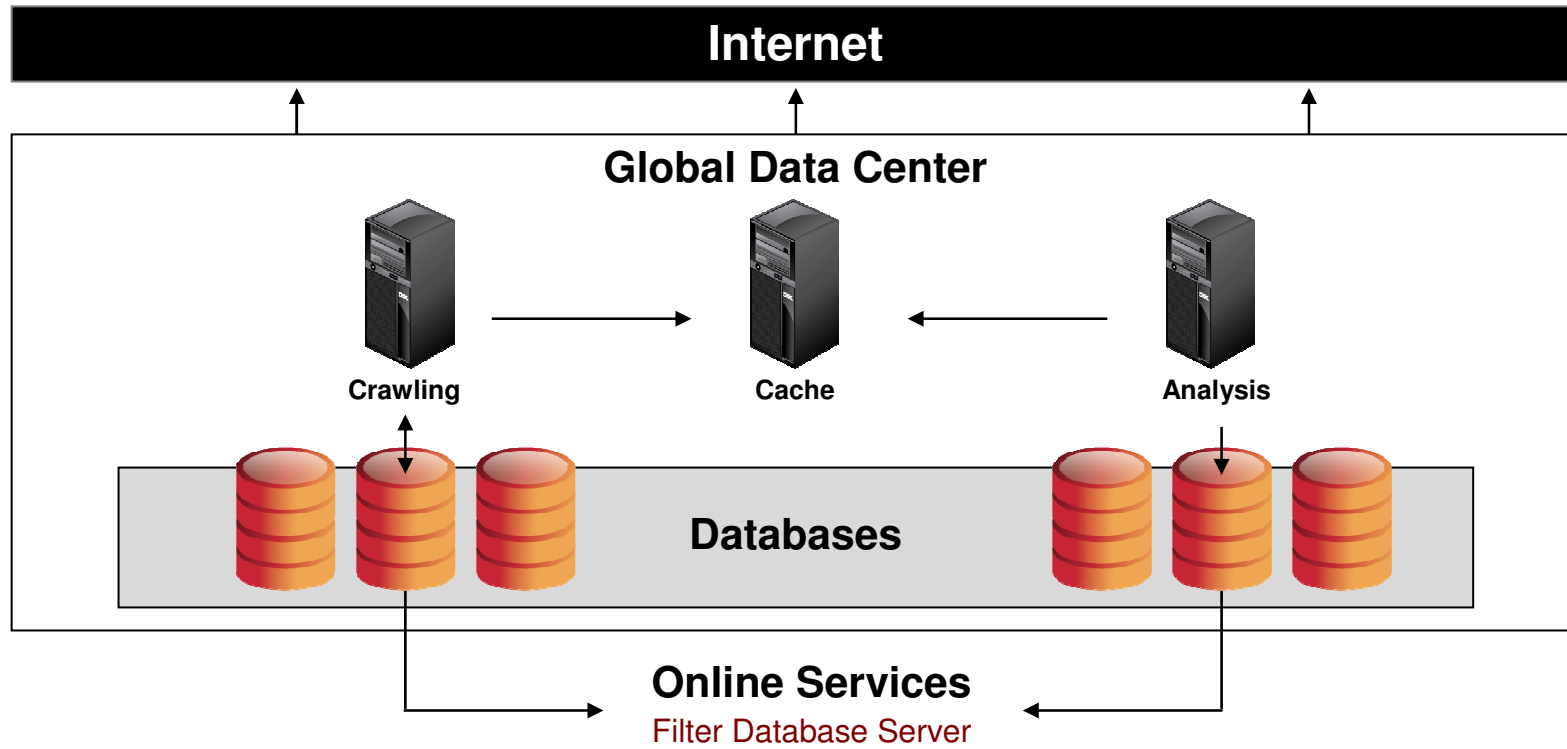 Internet
Global Data Center
Crawling
Cache
Analysis
Databases
Online Services
Filter Database Server